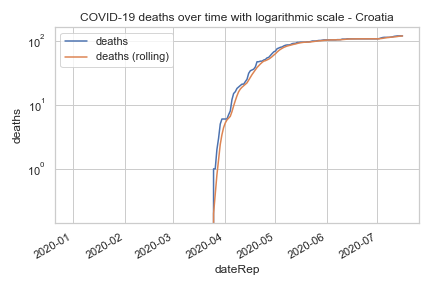 COVID-19 deaths over time with logarithmic scale - Croatia
deaths
deaths (rolling)
10²
10¹
10⁰
deaths
2020-01
2020-02
2020-03
2020-04
2020-05
2020-06
2020-07
dateRep